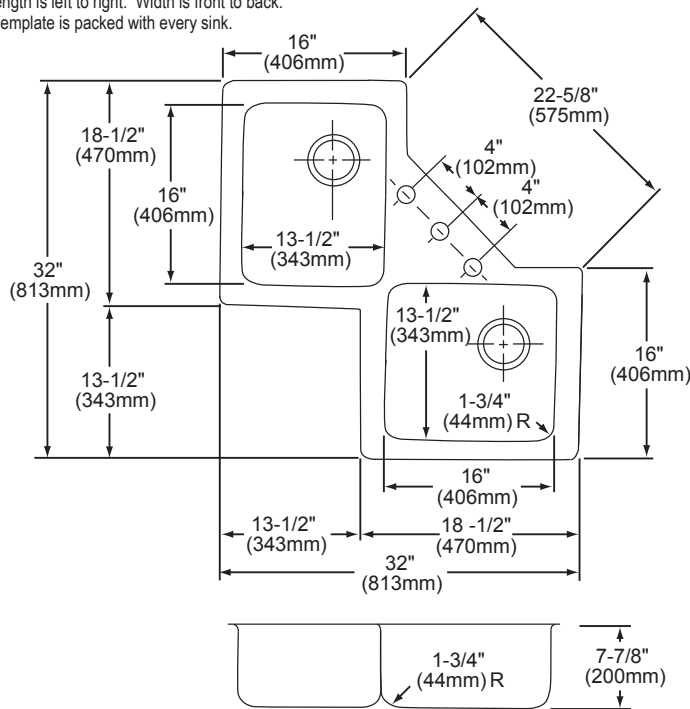 Length is left to right. Width is front to back.
Template is packed with every sink.
16"
(406mm)
22-5/8"
(575mm)
18-1/2"
(470mm)
4"
(102mm)
4"
(102mm)
16"
(406mm)
13-1/2"
(343mm)
32"
(813mm)
13-1/2"
(343mm)
16"
(406mm)
13-1/2"
(343mm)
1-3/4"
(44mm) R
16"
(406mm)
13-1/2"
(343mm)
18 -1/2"
(470mm)
32"
(813mm)
1-3/4"
(44mm) R
7-7/8"
(200mm)